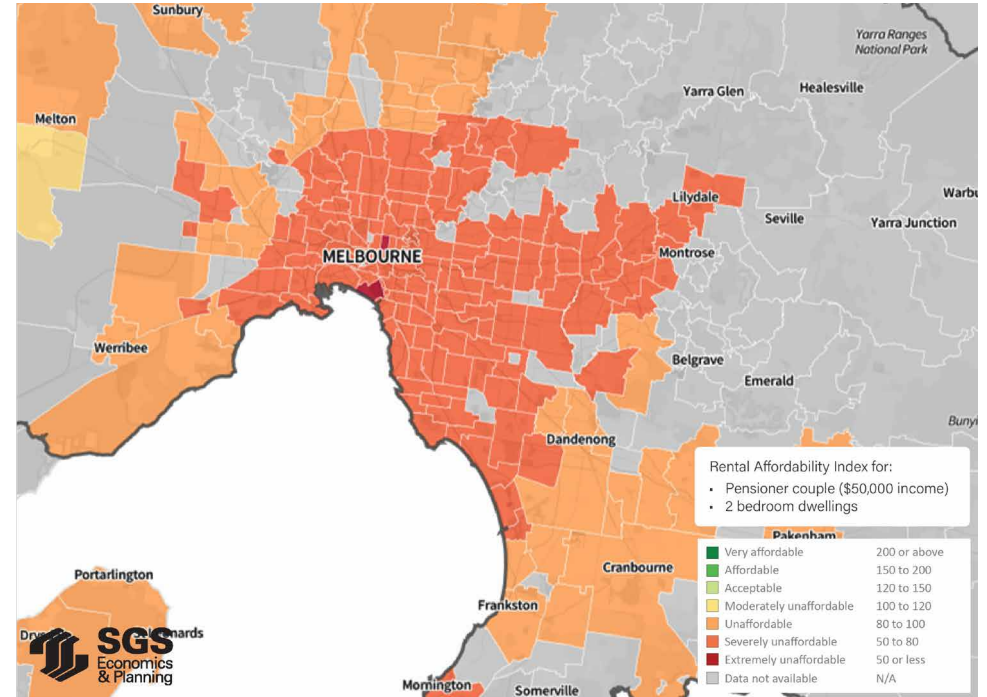 Sunbury
Yarra Ranges
National Park
Yarra Glen
Healesville
Melton
Lilydale
Warbu
Seville
Yarra Junction
MELBOURNE
Montrose
Werribee
Belgrave
Emerald
Bunyi
Dandenong
Rental Affordability Index for:
• Pensioner couple ($50,000 income)
• 2 bedroom dwellings
Pakenham
Very affordable 200 or above
Affordable 150 to 200
Acceptable 120 to 150
Moderately unaffordable 100 to 120
Unaffordable 80 to 100
Severely unaffordable 50 to 80
Extremely unaffordable 50 or less
Data not available N/A
Cranbourne
Portarlington
Frankston
SGS
Economics
& Planning
Mornington
Somerville